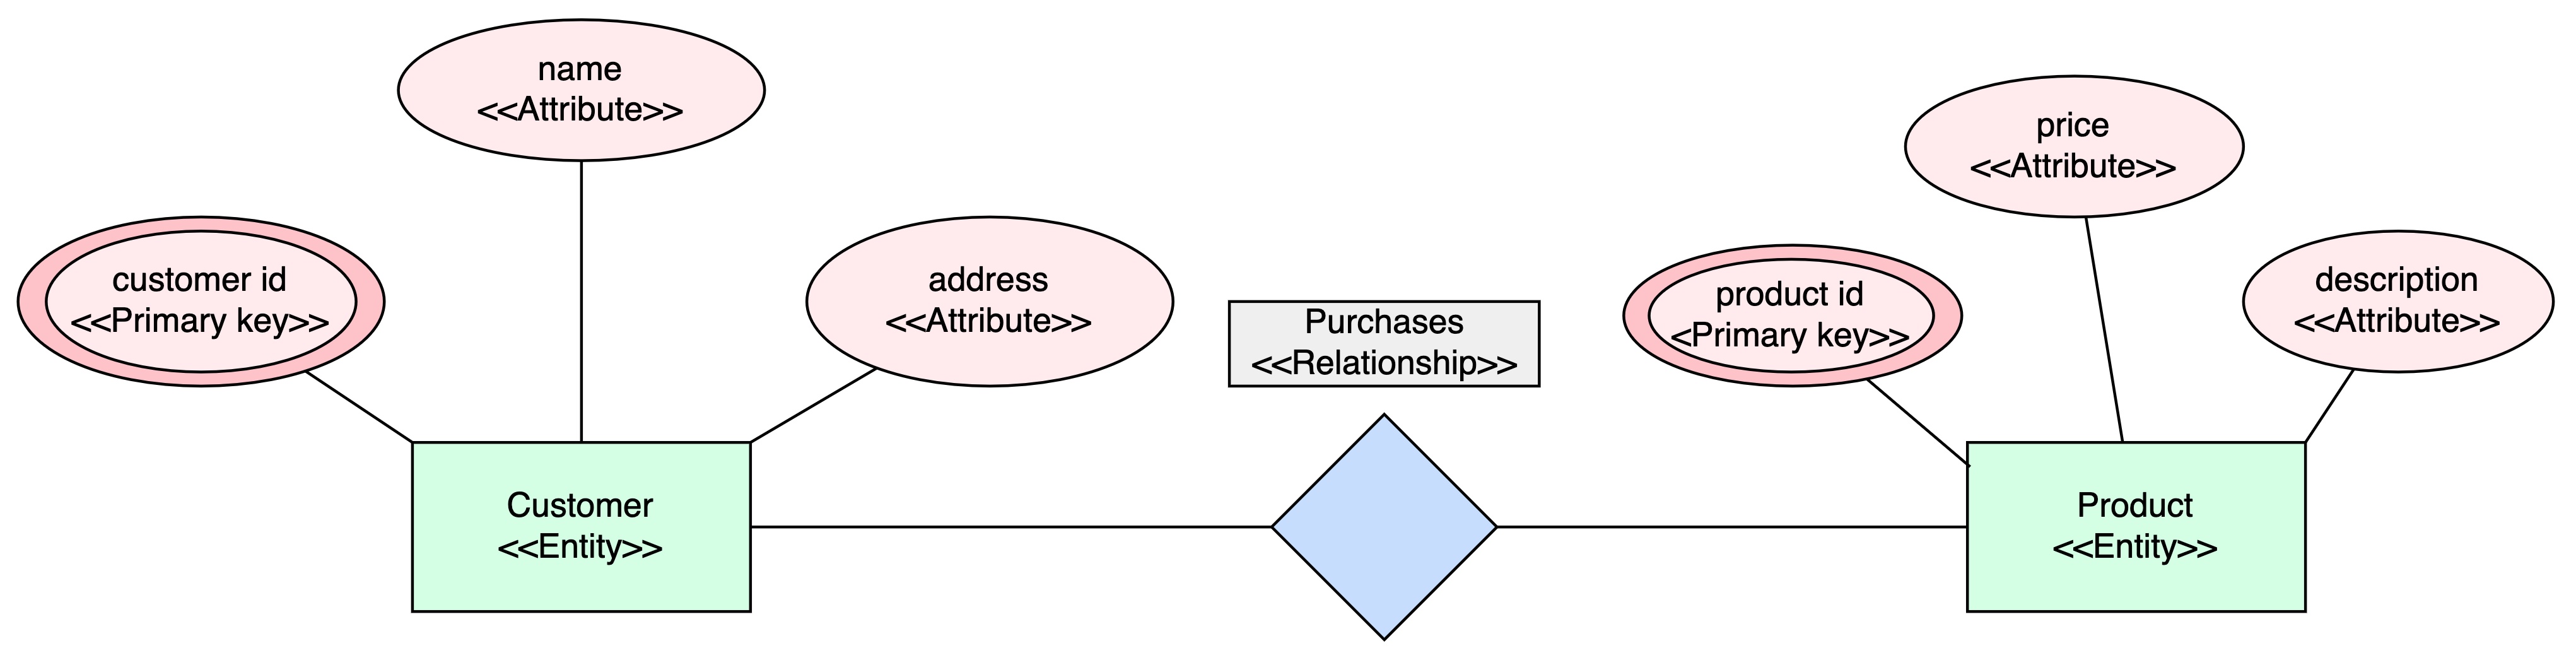 name
<<Attribute>>
price
<<Attribute>>
customer id
<<Primary key>>
address
<<Attribute>>
Purchases
<<Relationship>>
product id
<Primary key>>
description
<<Attribute>>
Customer
<<Entity>>
Product
<<Entity>>